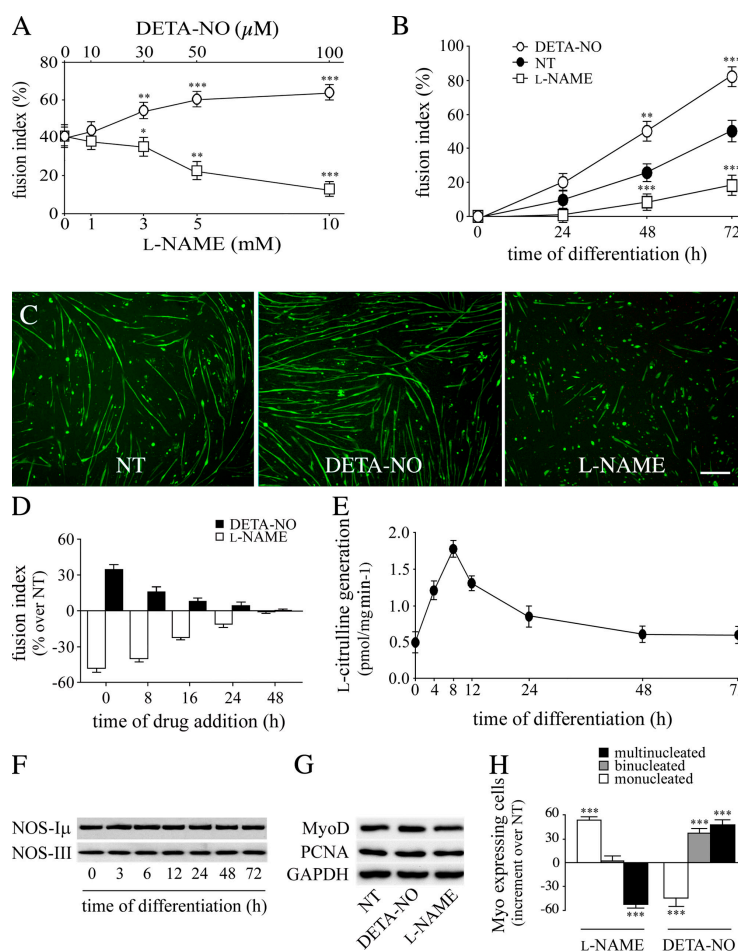 A
DETA-NO (μM)
0 10 30 50 100
fusion index (%)
80
60
40
20
0
** *** ***
* ** ***
0 1 3 5 10
L-NAME (mM)
B
DETA-NO
NT
L-NAME
fusion index (%)
100
80
60
40
20
0
** ***
***
*** ***
0 24 48 72
time of differentiation (h)
C
NT DETA-NO L-NAME
D
DETA-NO
L-NAME
fusion index
(% over NT)
60
30
0
-30
-60
0 8 16 24 48
time of drug addition (h)
E
L-citrulline generation
(pmol/mg min-1)
2.0
1.5
1.0
0.5
0.0
0 4 8 12 24 48 7
time of differentiation (h)
F
NOS-Iμ
NOS-III
0 3 6 12 24 48 72
time of differentiation (h)
G
MyoD
PCNA
GAPDH
NT DETA-NO L-NAME
H
multinucleated
binucleated
monucleated
Myo expressing cells
(increment over NT)
60
30
0
-30
-60
*** *** ***
*** ***
L-NAME DETA-NO